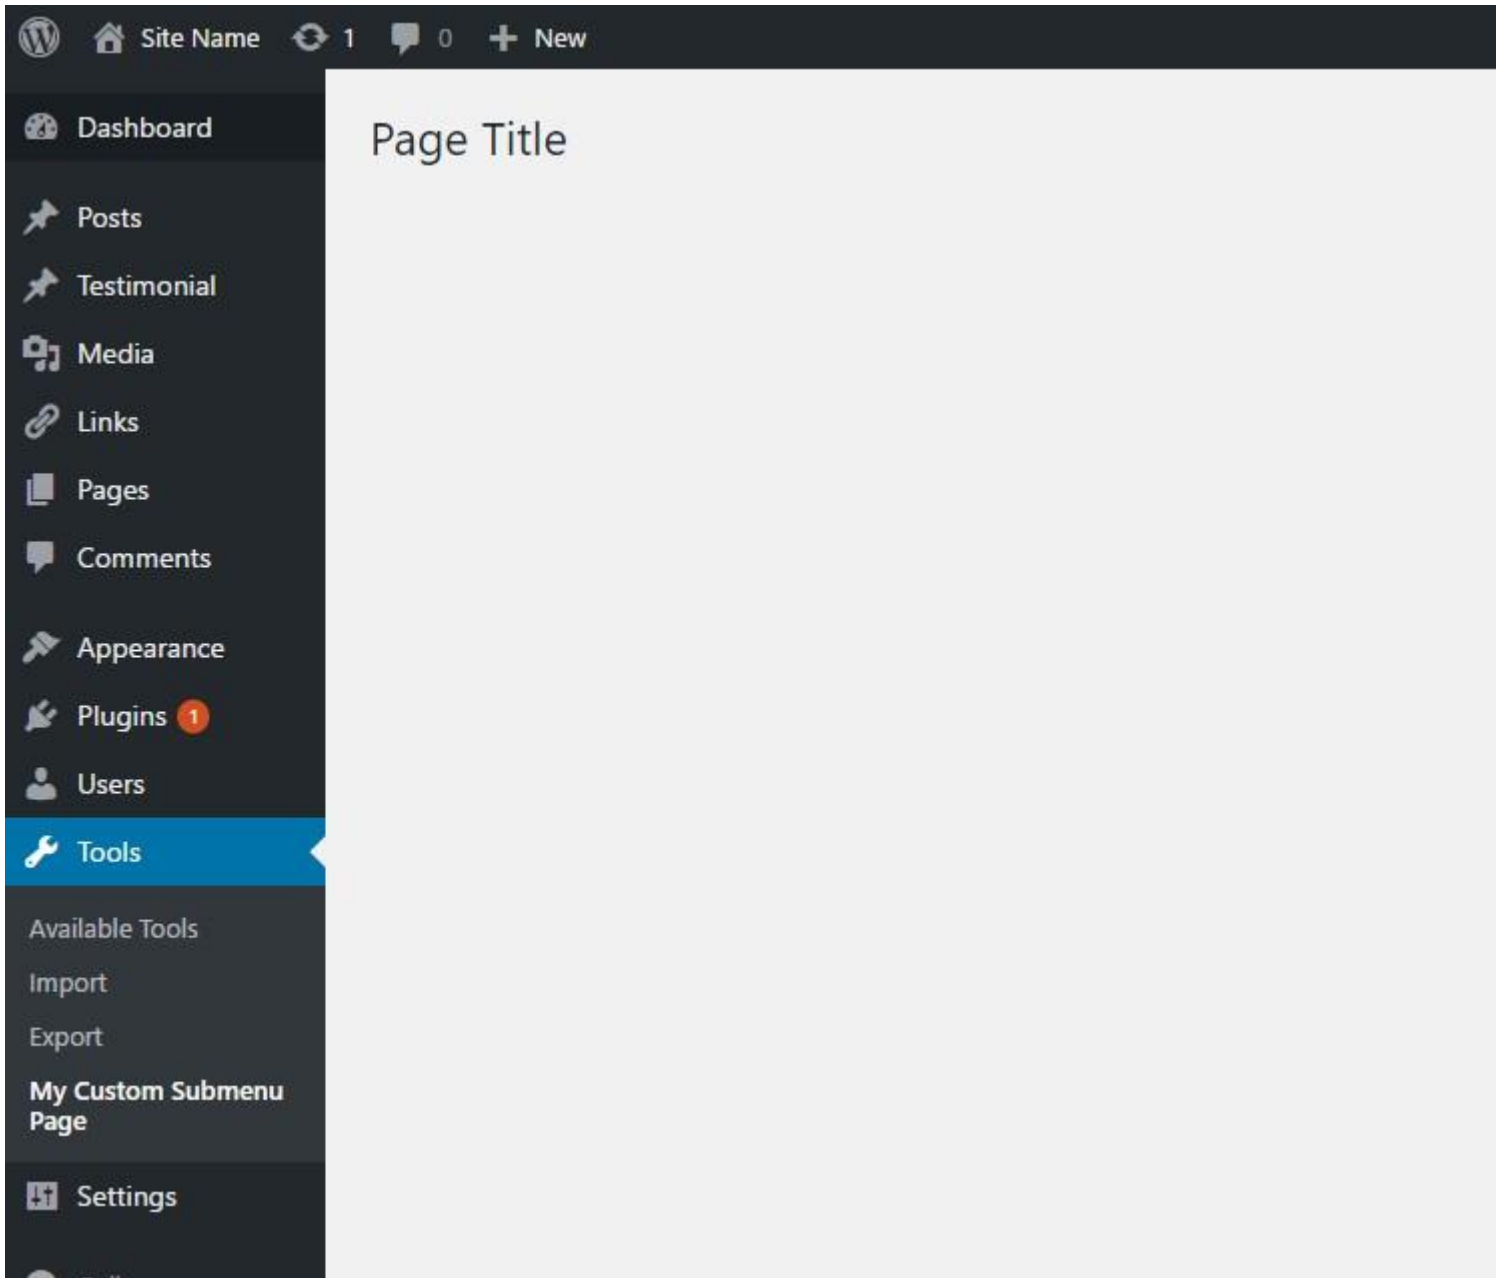 Site Name 1 0 New
Dashboard
Page Title
Posts
Testimonial
Media
Links
Pages
Comments
Appearance
Plugins 1
Users
Tools
Available Tools
Import
Export
My Custom Submenu
Page
Settings